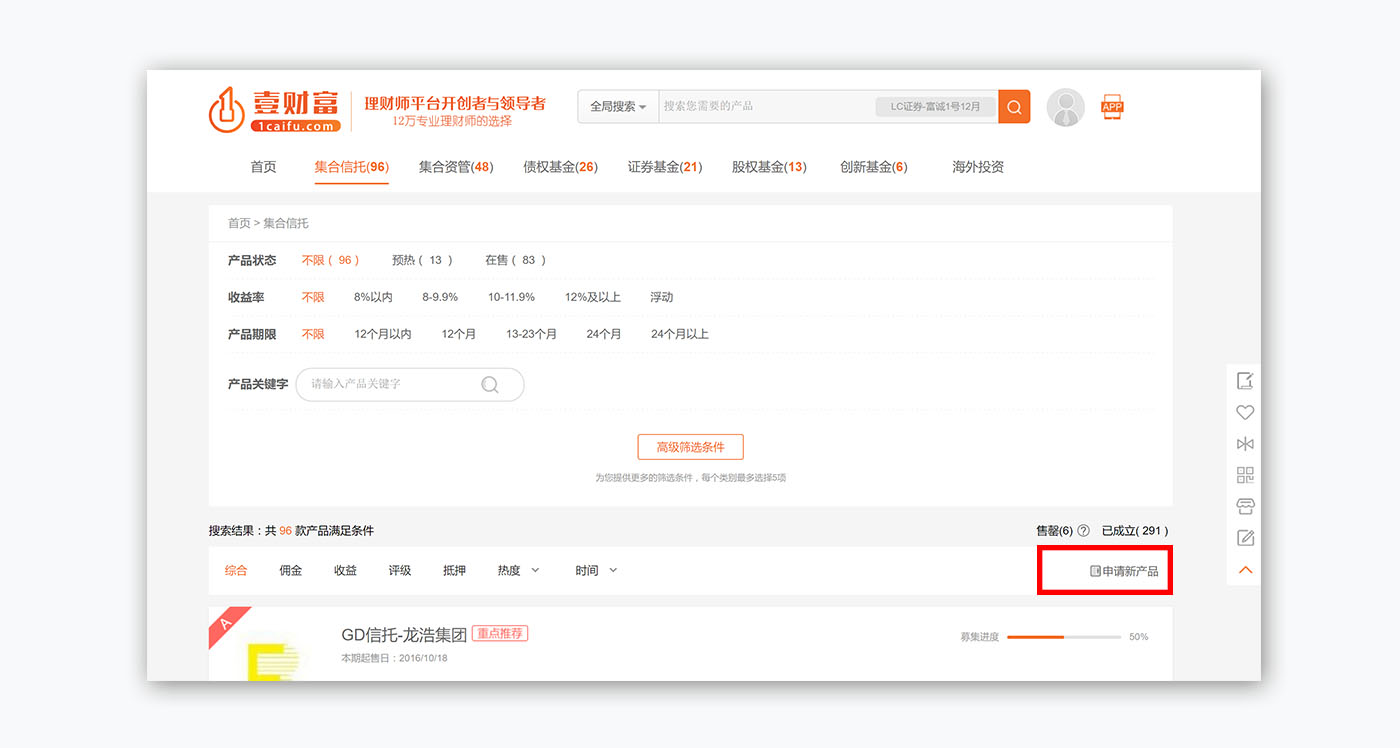 壹财富
1caifu.com
理财师平台开创者与领导者
12万专业理财师的选择
全局搜索 搜索您需要的产品 LC证券-富诚1号12月
APP
首页 集合信托(96) 集合资管(48) 债权基金(26) 证券基金(21) 股权基金(13) 创新基金(6) 海外投资
首页 > 集合信托
产品状态 不限 ( 96 ) 预热 ( 13 ) 在售 ( 83 )
收益率 不限 8%以内 8-9.9% 10-11.9% 12%及以上 浮动
产品期限 不限 12个月以内 12个月 13-23个月 24个月 24个月以上
产品关键字 请输入产品关键字
高级筛选条件
为您提供更多的筛选条件，每个类别最多选择5项
搜索结果：共 96 款产品满足条件 售罄(6) ? 已成立( 291 )
综合 佣金 收益 评级 抵押 热度 时间 申请新产品
A
GD信托-龙浩集团 重点推荐 募集进度 50%
本期起售日：2016/10/18